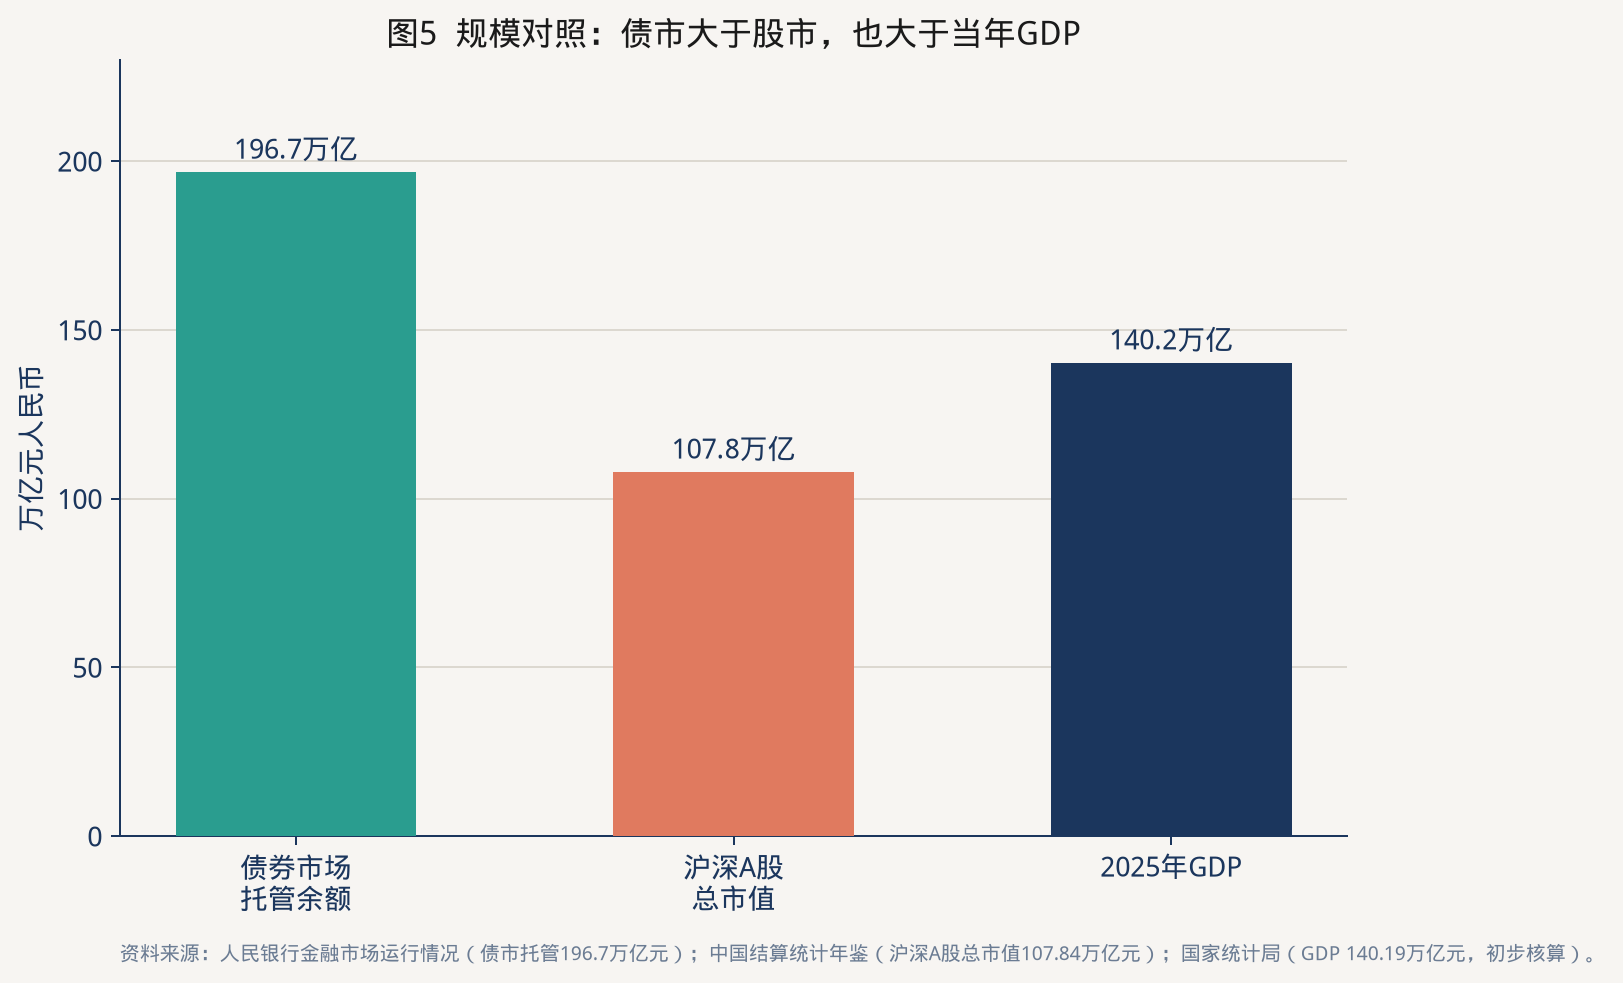 图5 规模对照：债市大于股市，也大于当年GDP
万亿元人民币
200
150
100
50
0
196.7万亿
107.8万亿
140.2万亿
债券市场
托管余额
沪深A股
总市值
2025年GDP
资料来源：人民银行金融市场运行情况（债市托管196.7万亿元）；中国结算统计年鉴（沪深A股总市值107.84万亿元）；国家统计局（GDP 140.19万亿元，初步核算）。